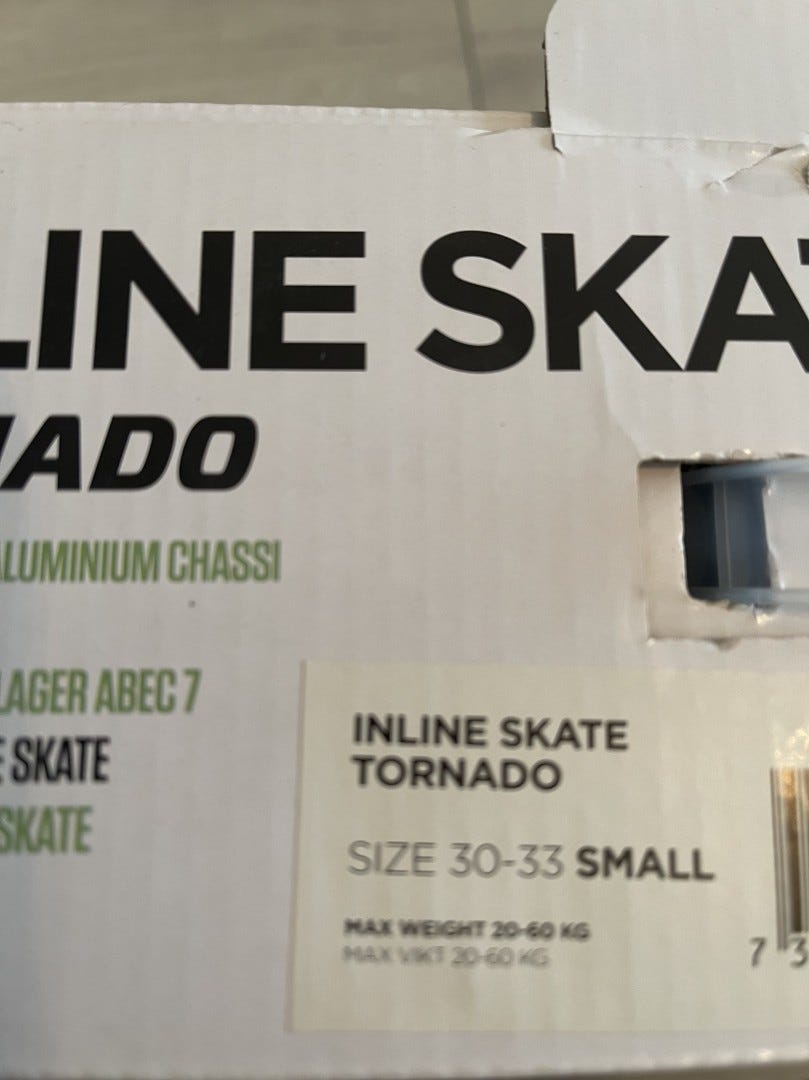 LINE SKAT
NADO
ALUMINIUM CHASSI
LAGER ABEC 7
E SKATE
SKATE
INLINE SKATE
TORNADO
SIZE 30-33 SMALL
MAX WEIGHT 20-60 KG
MAX VIKT 20-60 KG
7 3